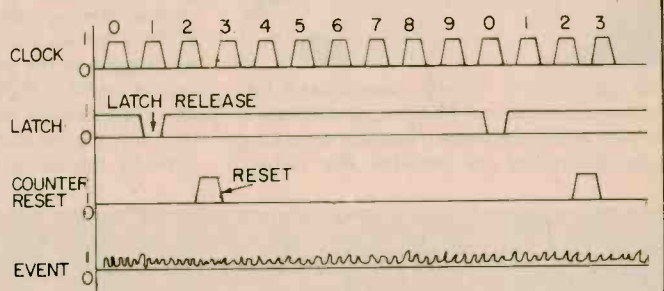 0 1 2 3 4 5 6 7 8 9 0 1 2 3
1
CLOCK
0
LATCH RELEASE
1
LATCH
0
COUNTER RESET
1
RESET
0
1
EVENT
0